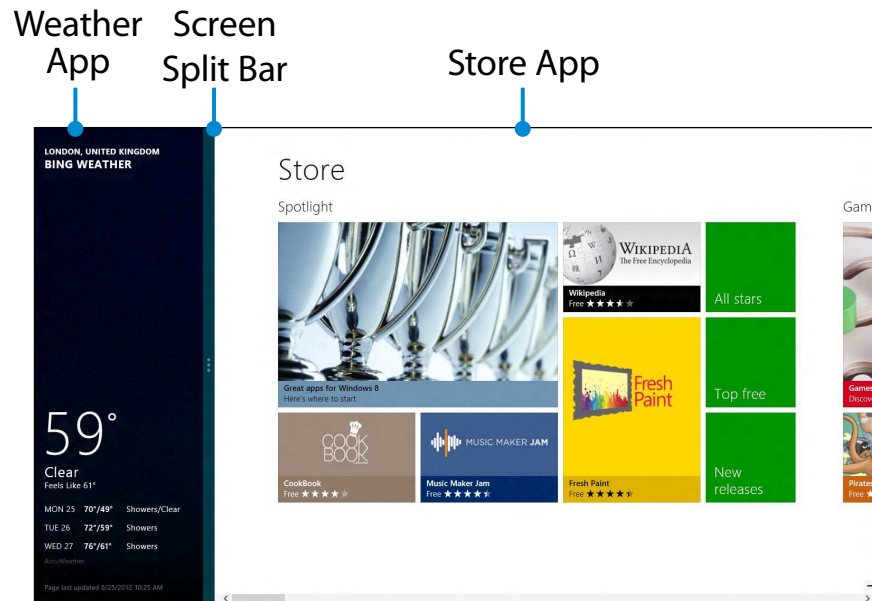 Weather
App
Screen
Split Bar
Store App
LONDON, UNITED KINGDOM
BING WEATHER
59°
Clear
Feels Like 61°
MON 25 70°/49° Showers/Clear
TUE 26 72°/59° Showers
WED 27 76°/61° Showers
AccuWeather
Page last updated 6/25/2012 10:25 AM
Store
Spotlight
Great apps for Windows 8
Here's where to start
WIKIPEDIA
The Free Encyclopedia
Wikipedia
Free
All stars
Fresh
Paint
Fresh Paint
Free
Top free
New
releases
COOK
BOOK
CookBook
Free
MUSIC MAKER JAM
Music Maker Jam
Free
Gam
Games
Discov
Pirates
Free